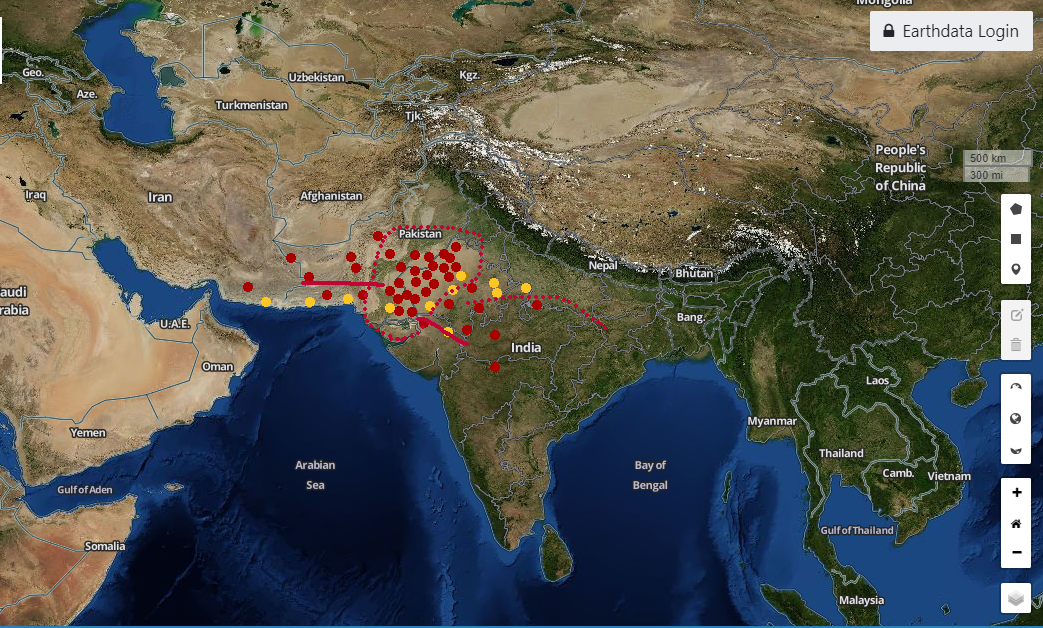 Mongolia
Earthdata Login
Geo.
Uzbekistan
Kgz.
Aze.
Turkmenistan
Tjk.
People's
Republic
of China
500 km
300 mi
Iraq
Iran
Afghanistan
Pakistan
Nepal
Bhutan
audi
rabia
U.A.E.
Bang.
India
Oman
Laos
Yemen
Myanmar
Thailand
Arabian
Sea
Bay of
Bengal
Camb.
Vietnam
Gulf of Aden
Gulf of Thailand
Somalia
Malaysia